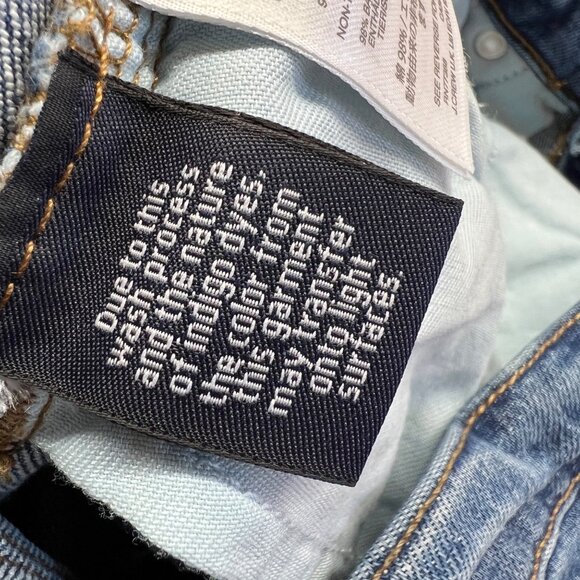 Due to this
wash process
and the nature
of indigo dyes,
the color from
this garment
may transfer
onto light
surfaces.
NON-